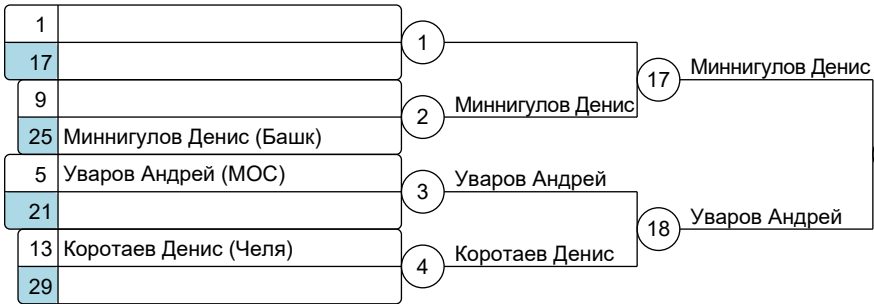 1
17
1
9
25 Миннигулов Денис (Башк)
2
Миннигулов Денис
17
Миннигулов Денис
5 Уваров Андрей (МОС)
21
3
Уваров Андрей
13 Коротаев Денис (Челя)
29
4
Коротаев Денис
18
Уваров Андрей